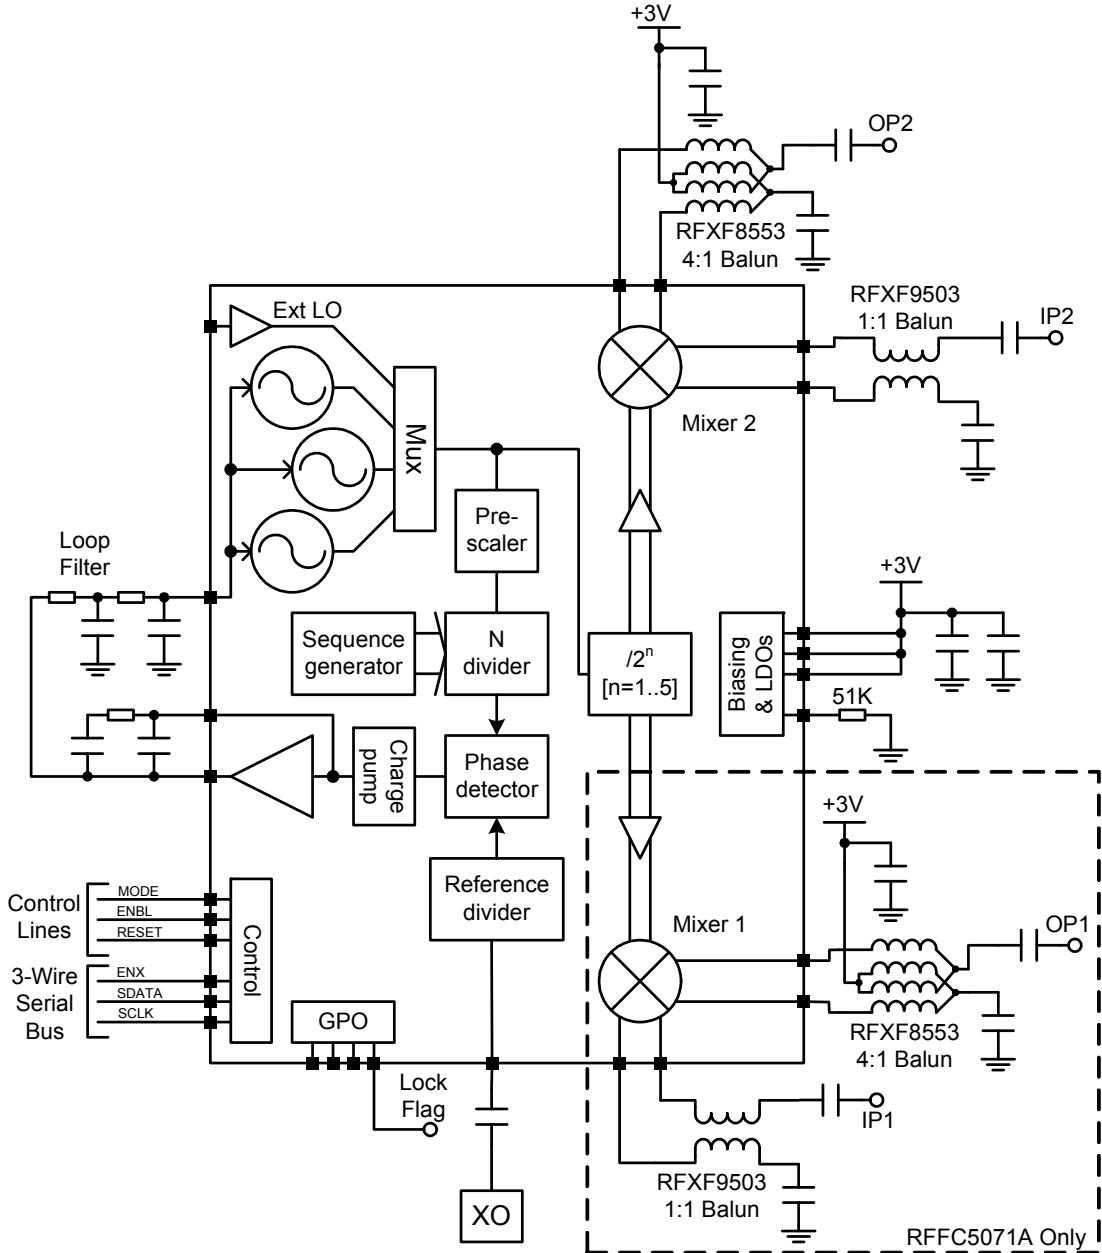 +3V
OP2
RFXF8553
4:1 Balun
RFXF9503
1:1 Balun
IP2
Ext LO
Mux
Mixer 2
Pre-
scaler
Loop
Filter
+3V
Sequence
generator
N
divider
/2ⁿ
[n=1..5]
Biasing
& LDOs
51K
Charge
pump
Phase
detector
+3V
Reference
divider
Control
Lines
MODE
ENBL
RESET
Control
Mixer 1
OP1
3-Wire
Serial
Bus
ENX
SDATA
SCLK
GPO
RFXF8553
4:1 Balun
Lock
Flag
IP1
RFXF9503
1:1 Balun
XO
RFFC5071A Only